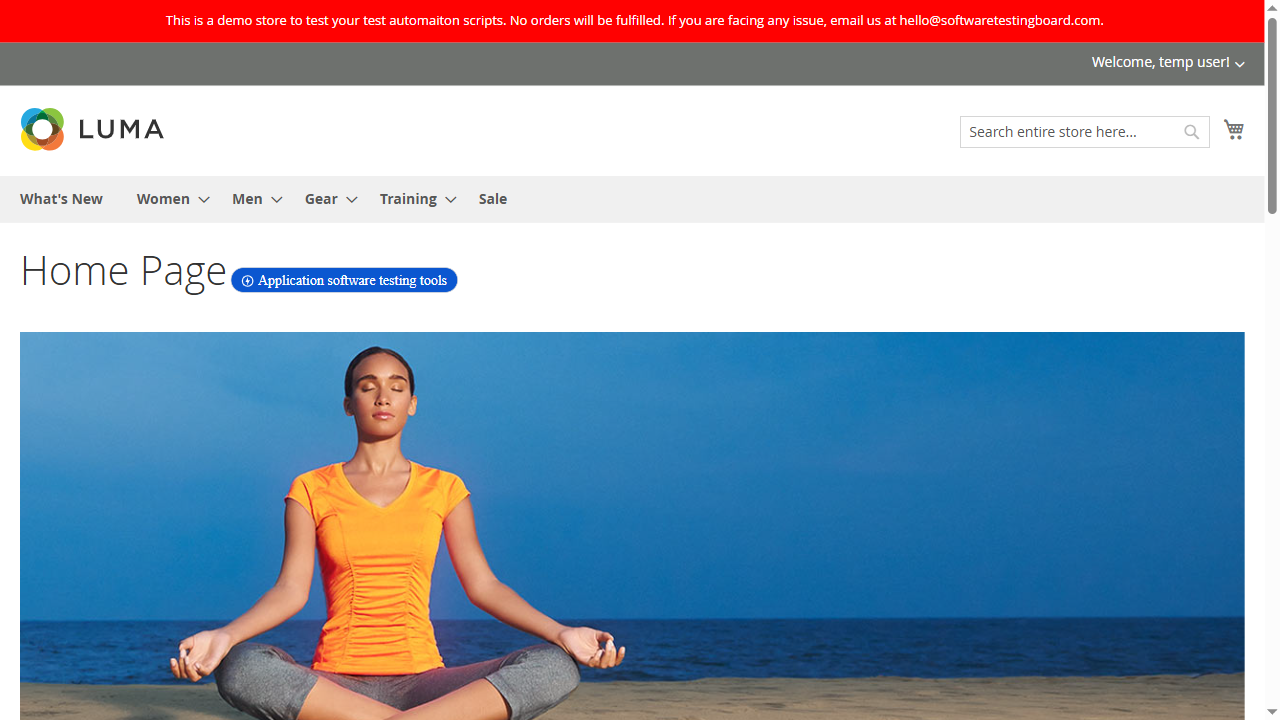 This is a demo store to test your test automaiton scripts. No orders will be fulfilled. If you are facing any issue, email us at hello@softwaretestingboard.com.
Welcome, temp user!
LUMA
Search entire store here...
What's New Women Men Gear Training Sale
Home Page
Application software testing tools